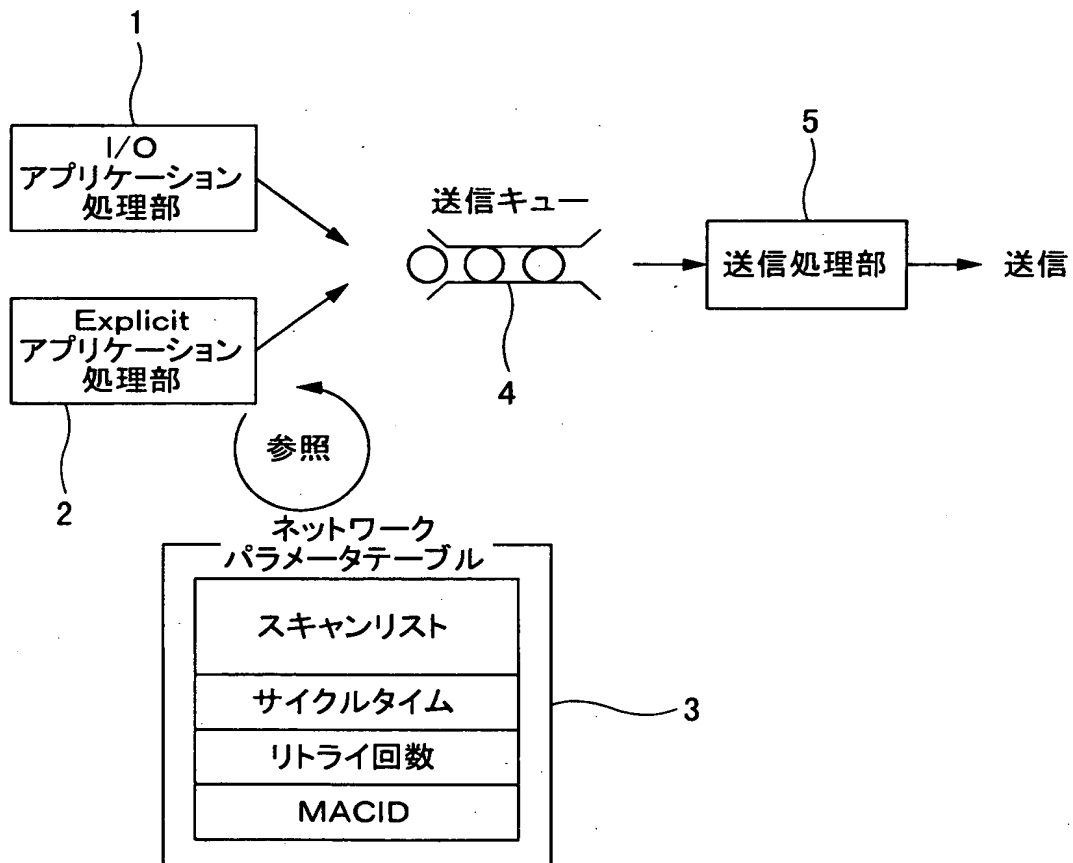 1
I/O
アプリケーション
処理部
5
送信キュー
送信処理部
送信
Explicit
アプリケーション
処理部
4
2
参照
ネットワーク
パラメータテーブル
スキャンリスト
サイクルタイム
3
リトライ回数
MACID